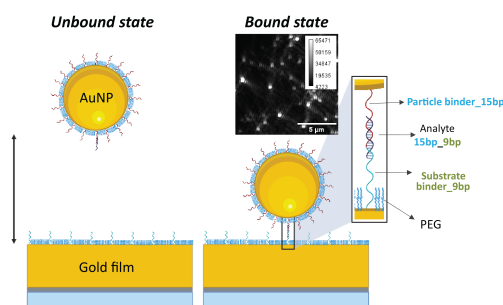 Unbound state
Bound state
AuNP
65471
50159
34847
19535
4223
5 μm
Particle binder_15bp
Analyte
15bp_9bp
Substrate
binder_9bp
PEG
Gold film